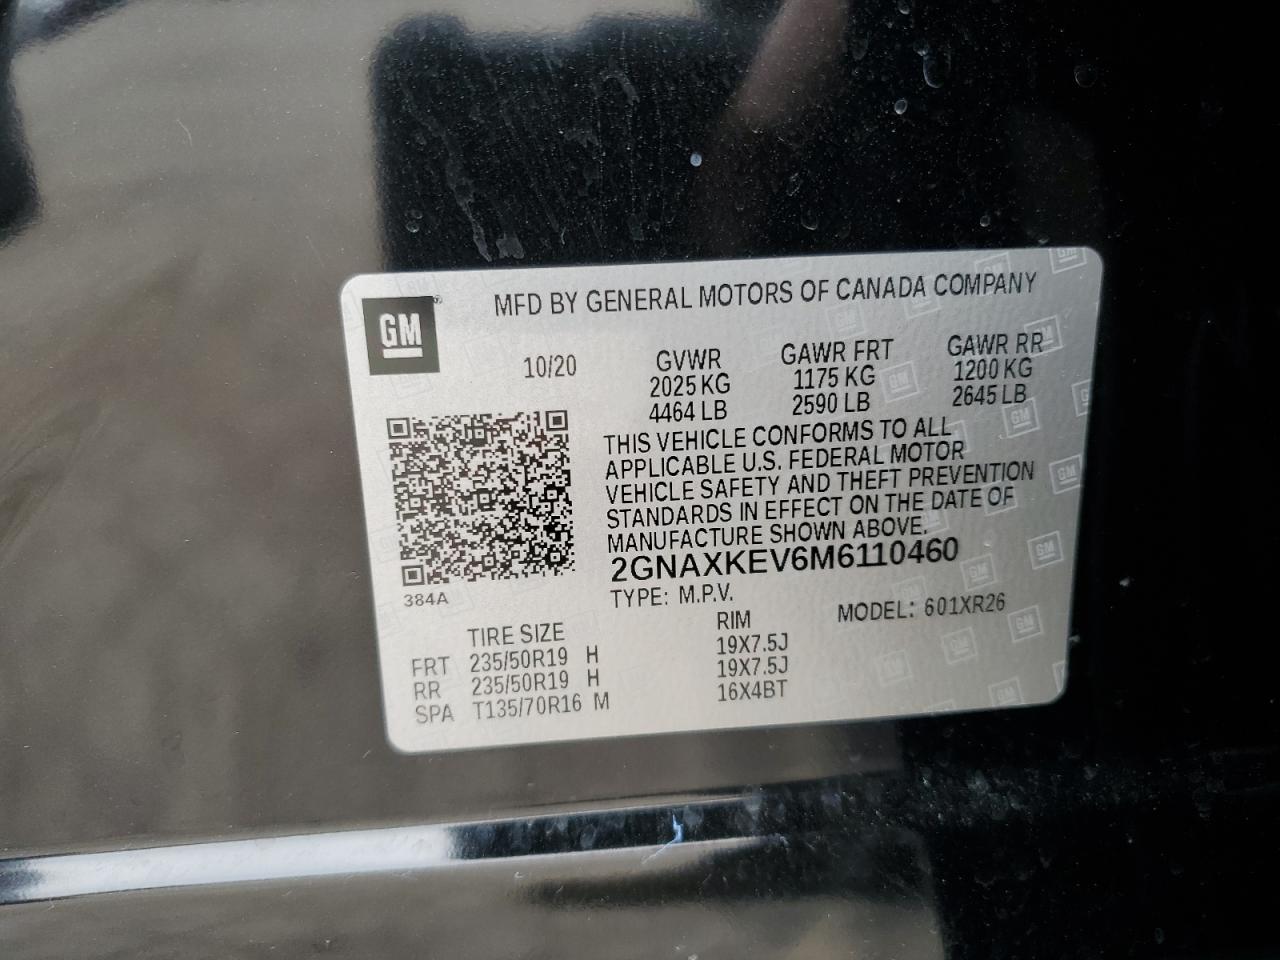 GM
MFD BY GENERAL MOTORS OF CANADA COMPANY
10/20
GVWR GAWR FRT GAWR RR
2025 KG 1175 KG 1200 KG
4464 LB 2590 LB 2645 LB
THIS VEHICLE CONFORMS TO ALL
APPLICABLE U.S. FEDERAL MOTOR
VEHICLE SAFETY AND THEFT PREVENTION
STANDARDS IN EFFECT ON THE DATE OF
MANUFACTURE SHOWN ABOVE.
2GNAXKEV6M6110460
384A
TYPE: M.P.V. MODEL: 601XR26
TIRE SIZE RIM
FRT 235/50R19 H 19X7.5J
RR 235/50R19 H 19X7.5J
SPA T135/70R16 M 16X4BT